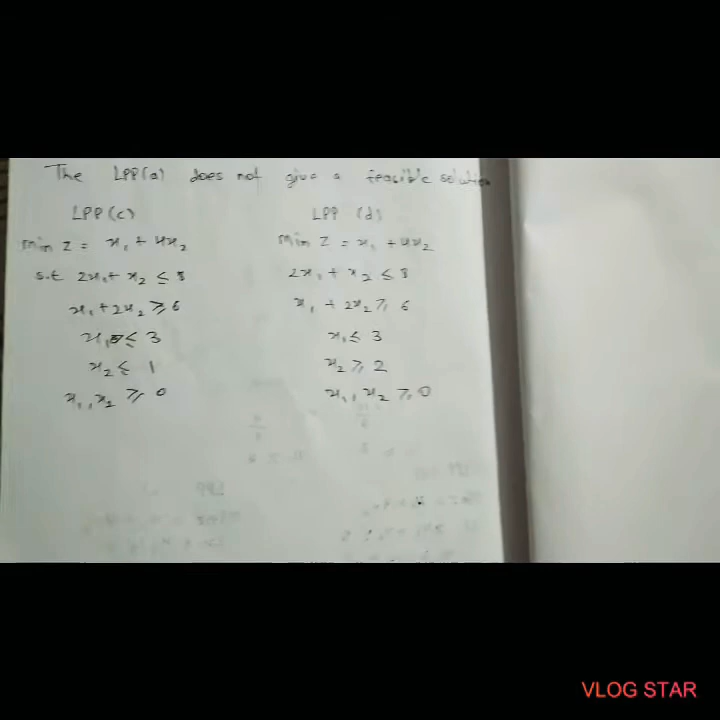 The LPP(a) does not give a feasible solution
LPP(c)
min Z = x₁ + 4x₂
s.t 2x₁+ x₂ ≤ 8
x₁ + 2x₂ ≥ 6
x₁ ≤ 3
x₂ ≤ 1
x₁, x₂ ≥ 0
LPP (d)
min Z = x₁ + 4x₂
2x₁ + x₂ ≤ 8
x₁ + 2x₂ ≥ 6
x₁ ≤ 3
x₂ ≥ 2
x₁, x₂ ≥ 0
VLOG STAR